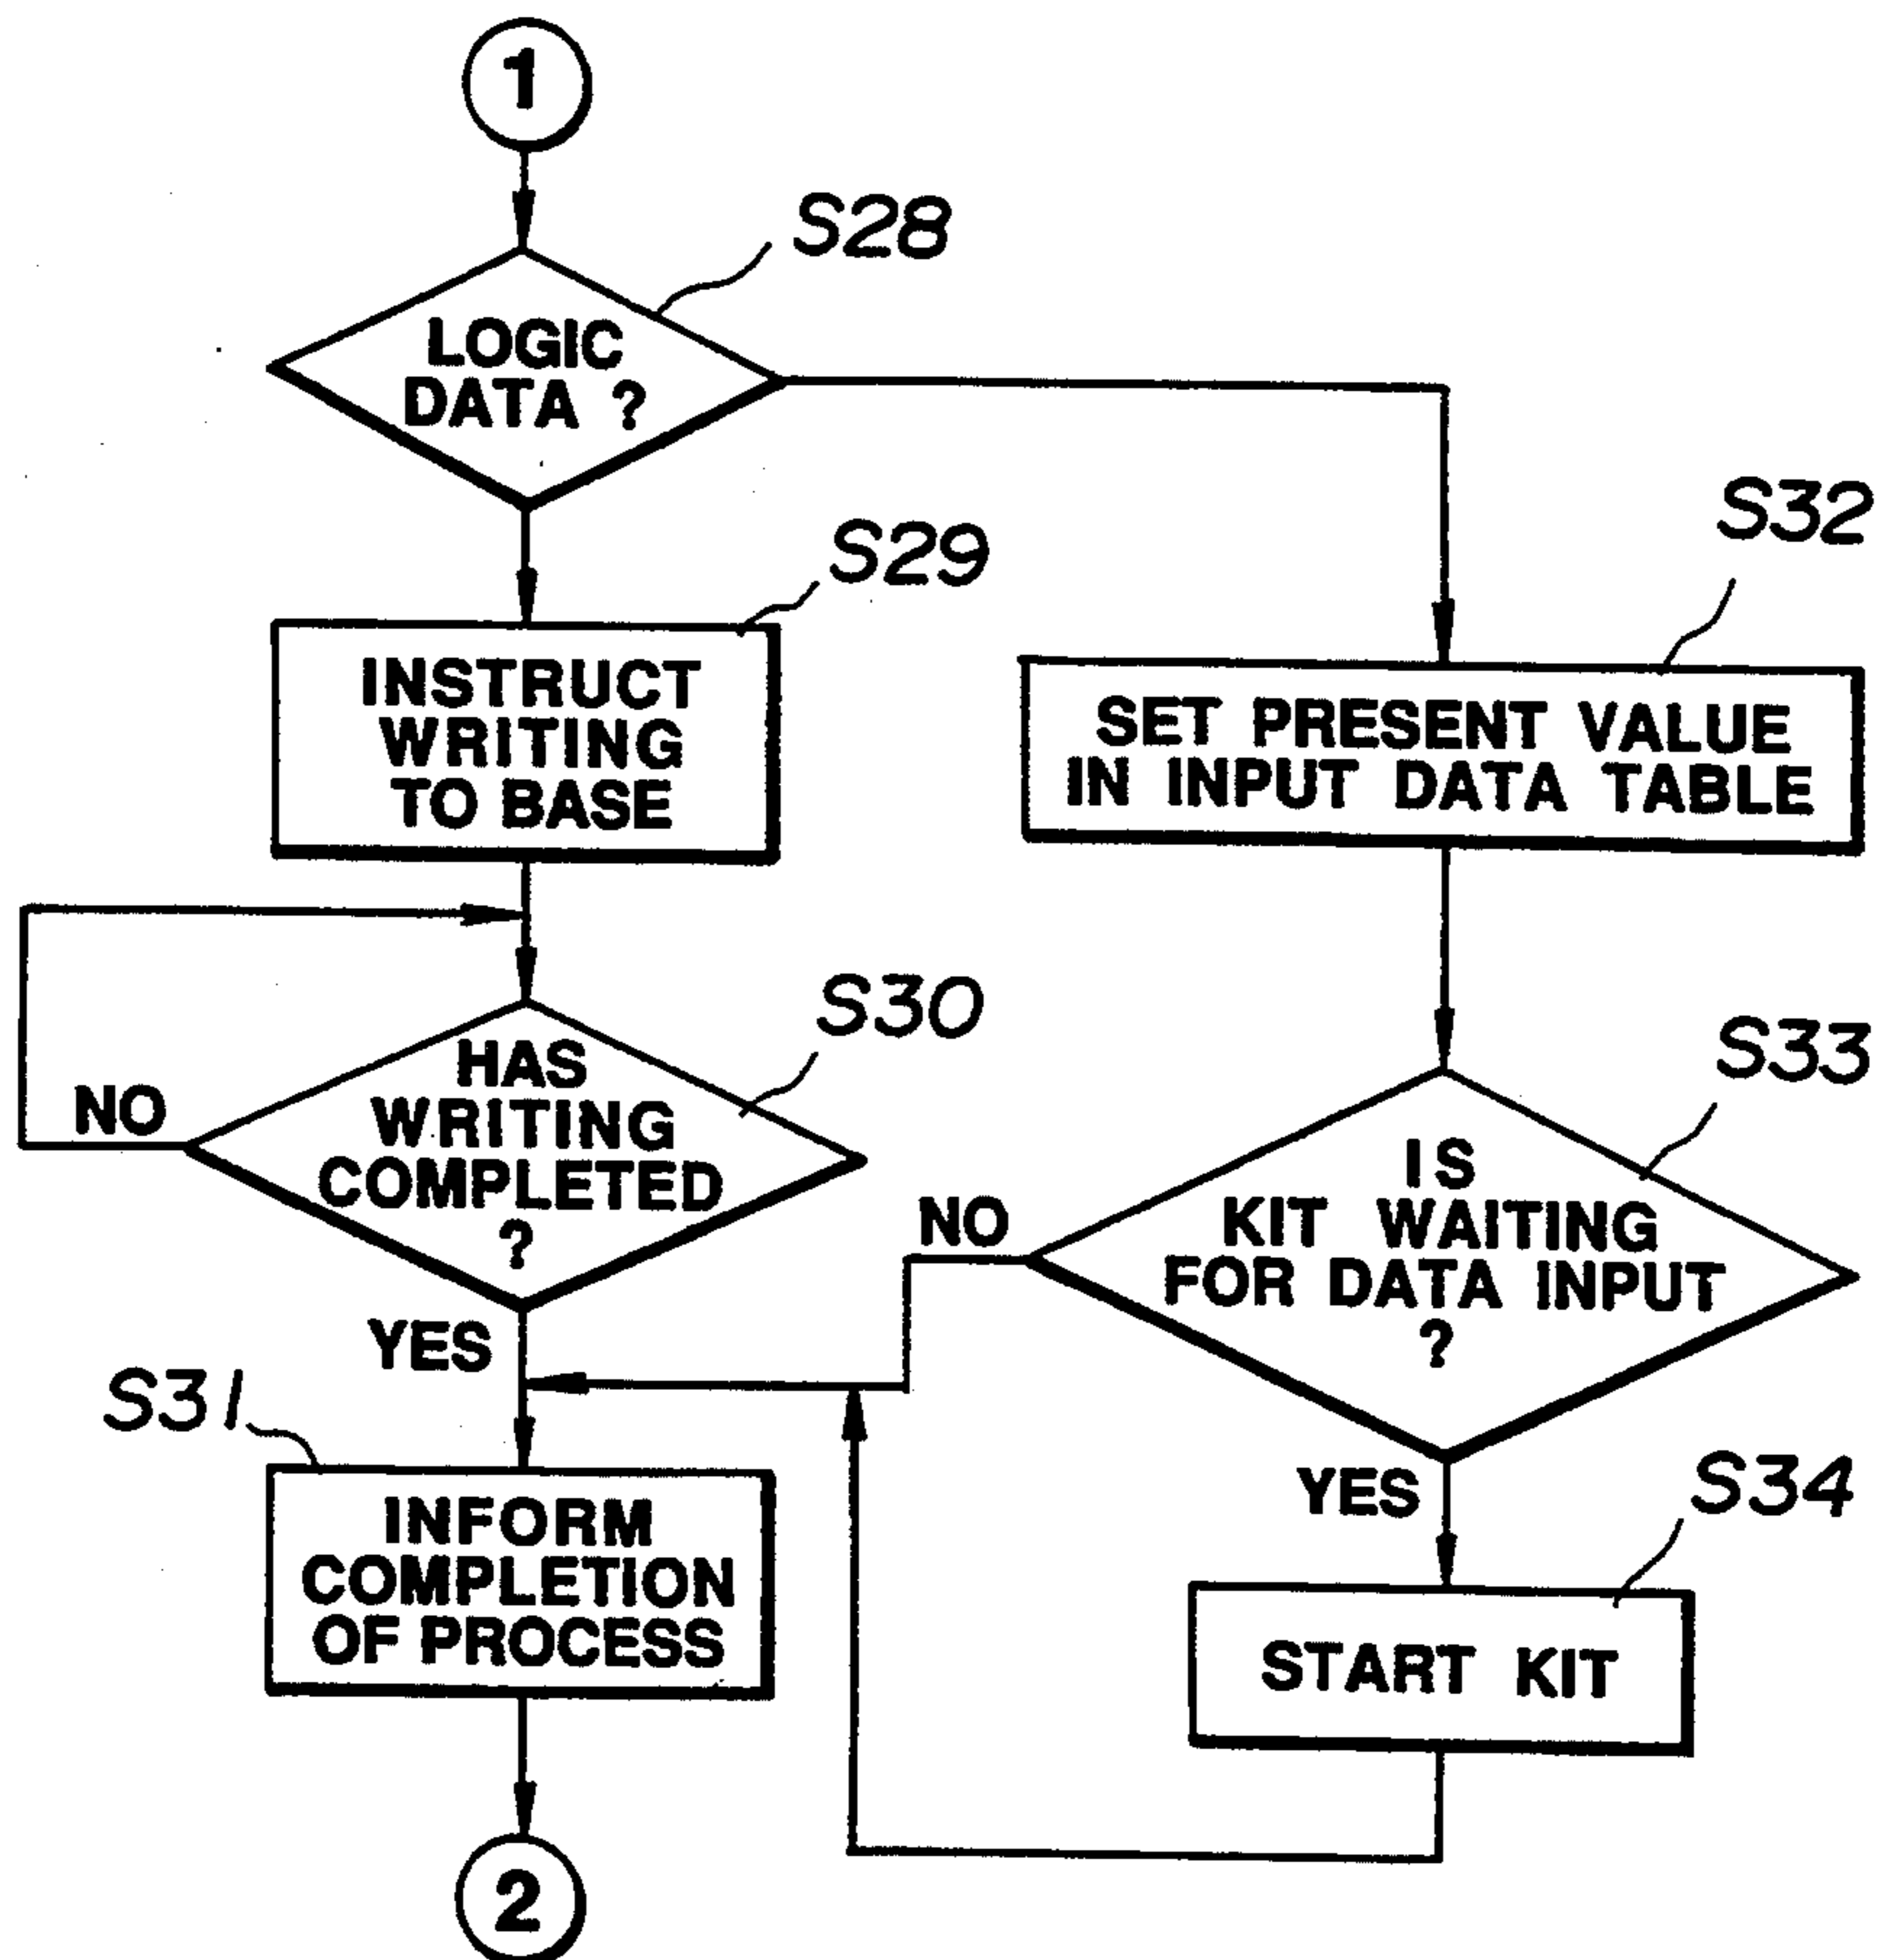 1
S28
LOGIC
DATA ?
S29
INSTRUCT
WRITING
TO BASE
S32
SET PRESENT VALUE
IN INPUT DATA TABLE
S30
HAS
WRITING
COMPLETED
?
NO
YES
S33
IS
KIT WAITING
FOR DATA INPUT
?
NO
YES
S31
INFORM
COMPLETION
OF PROCESS
S34
START KIT
2